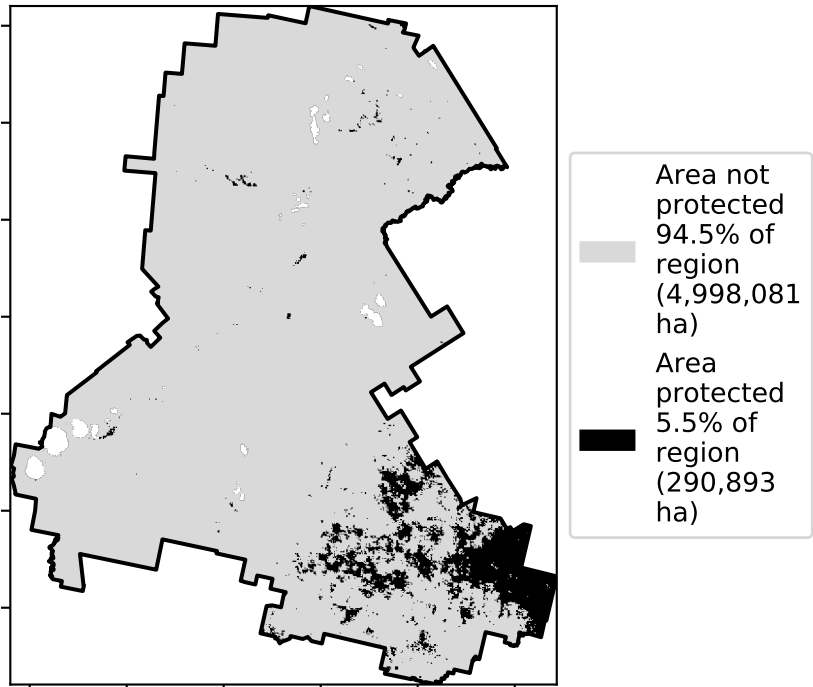 Area not
protected
94.5% of
region
(4,998,081
ha)
Area
protected
5.5% of
region
(290,893
ha)